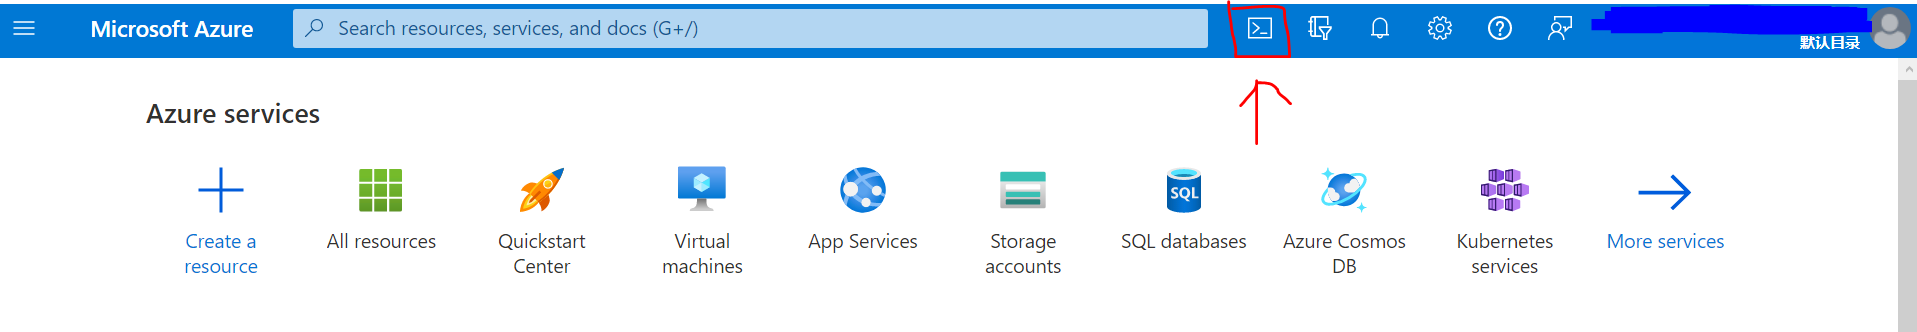 Microsoft Azure
Search resources, services, and docs (G+/)
默认目录
Azure services
Create a
resource
All resources
Quickstart
Center
Virtual
machines
App Services
Storage
accounts
SQL
SQL databases
Azure Cosmos
DB
Kubernetes
services
More services